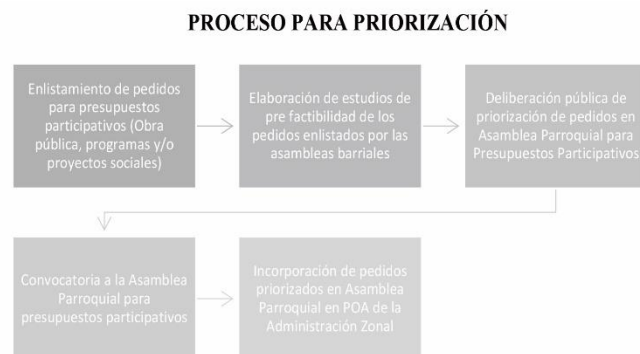 PROCESO PARA PRIORIZACIÓN
Enlistamiento de pedidos
para presupuestos
participativos (Obra
pública, programas y/o
proyectos sociales)
Elaboración de estudios de
pre factibilidad de los
pedidos enlistados por las
asambleas barriales
Deliberación pública de
priorización de pedidos en
Asamblea Parroquial para
Presupuestos Participativos
Convocatoria a la Asamblea
Parroquial para
presupuestos participativos
Incorporación de pedidos
priorizados en Asamblea
Parroquial en POA de la
Administración Zonal